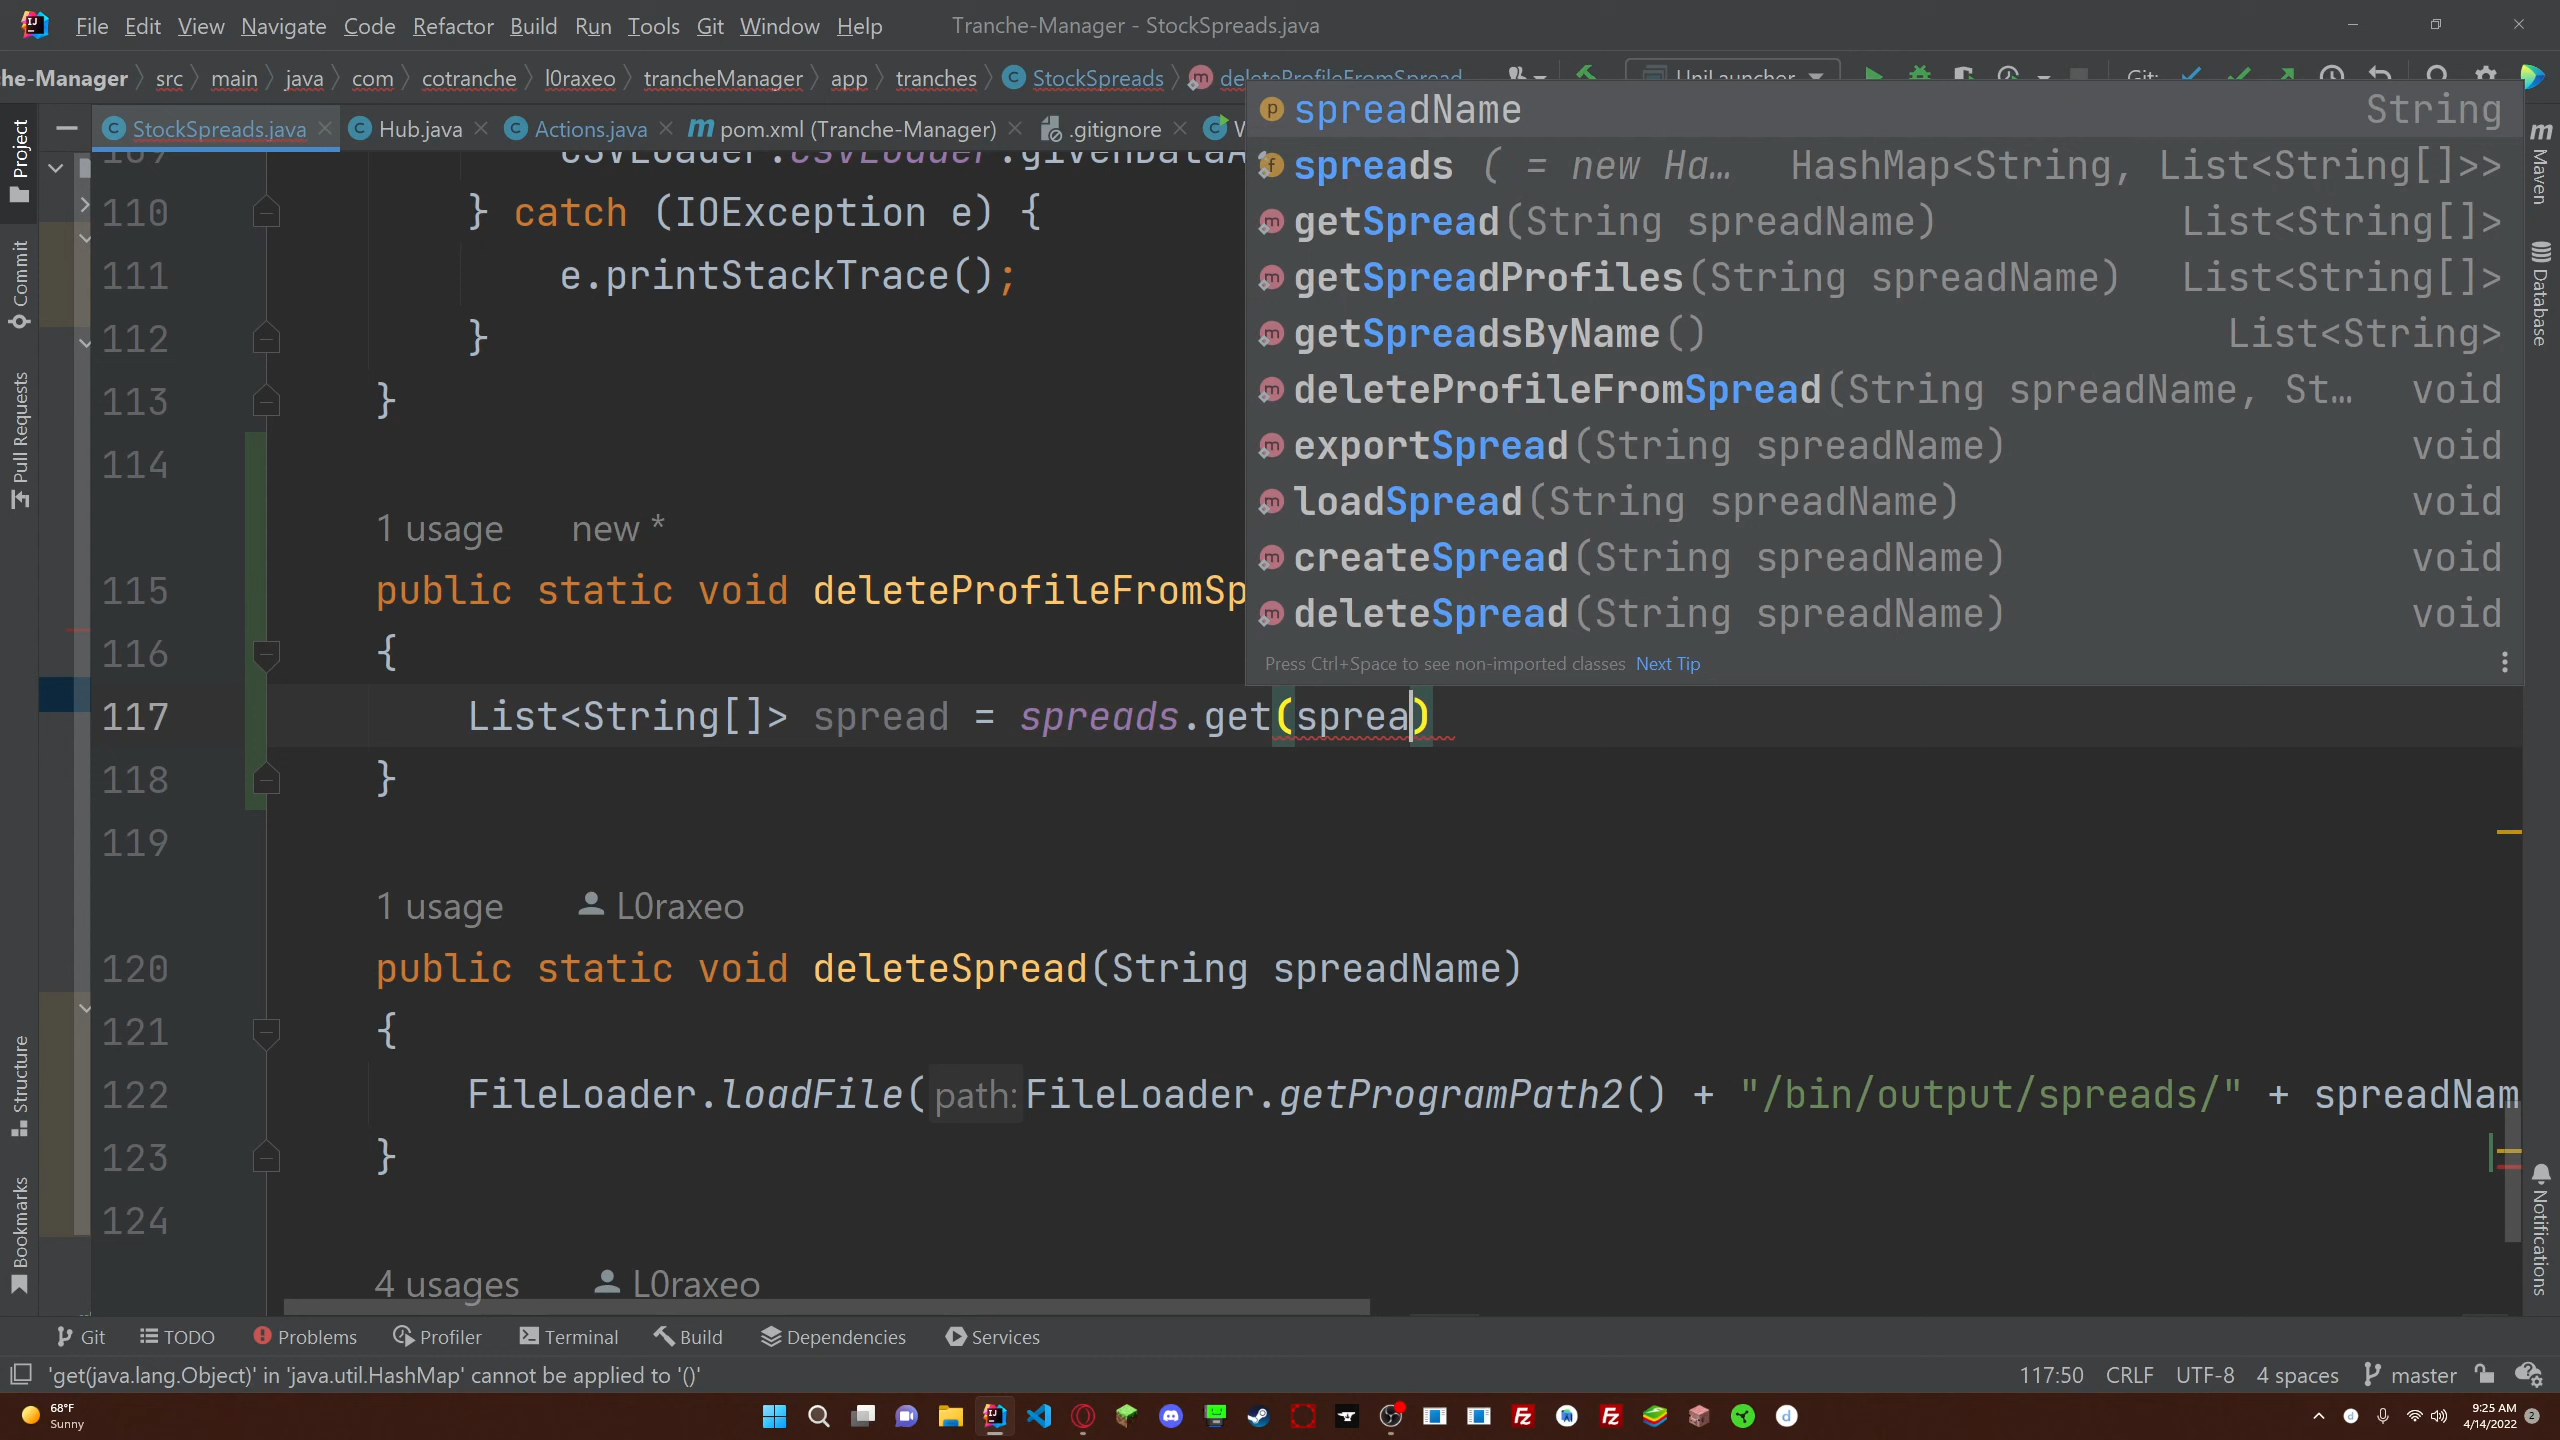 File Edit View Navigate Code Refactor Build Run Tools Git Window Help Tranche-Manager - StockSpreads.java
he-Manager src main java com cotranche l0raxeo trancheManager app tranches StockSpreads deleteProfileFromSpread UniLauncher Git:
StockSpreads.java Hub.java Actions.java pom.xml (Tranche-Manager) .gitignore
Project
Commit
Pull Requests
Structure
Bookmarks
Maven
Database
Notifications
spreadName String
spreads ( = new Ha… HashMap<String, List<String[]>>
getSpread(String spreadName) List<String[]>
getSpreadProfiles(String spreadName) List<String[]>
getSpreadsByName() List<String>
deleteProfileFromSpread(String spreadName, St… void
exportSpread(String spreadName) void
loadSpread(String spreadName) void
createSpread(String spreadName) void
deleteSpread(String spreadName) void
Press Ctrl+Space to see non-imported classes Next Tip
110 } catch (IOException e) {
111 e.printStackTrace();
112 }
113 }
114
1 usage new *
115 public static void deleteProfileFromSp
116 {
117 List<String[]> spread = spreads.get(sprea)
118 }
119
1 usage L0raxeo
120 public static void deleteSpread(String spreadName)
121 {
122 FileLoader.loadFile( path: FileLoader.getProgramPath2() + "/bin/output/spreads/" + spreadNam
123 }
124
4 usages L0raxeo
Git TODO Problems Profiler Terminal Build Dependencies Services
'get(java.lang.Object)' in 'java.util.HashMap' cannot be applied to '()' 117:50 CRLF UTF-8 4 spaces master
68°F
Sunny
9:25 AM
4/14/2022
2